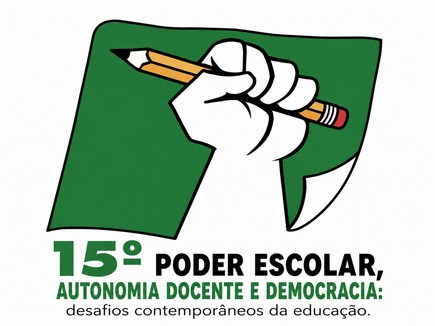 15º PODER ESCOLAR,
AUTONOMIA DOCENTE E DEMOCRACIA:
desafios contemporâneos da educação.